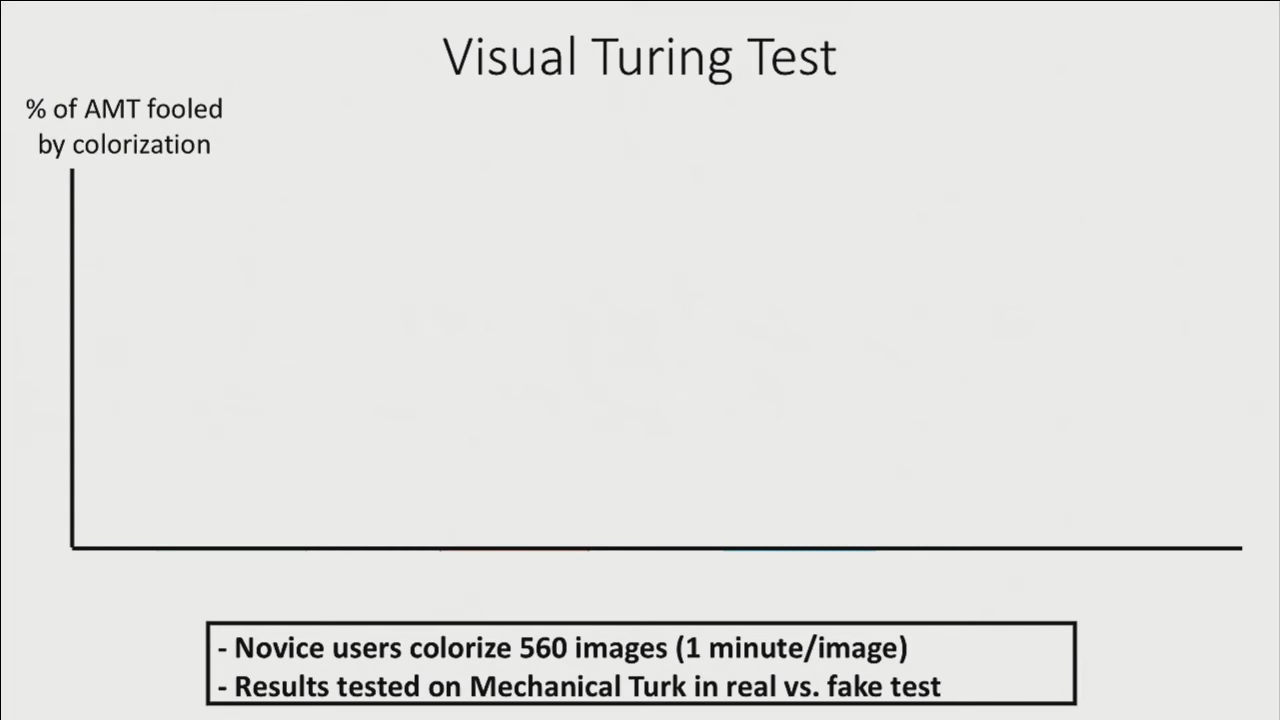 Visual Turing Test
% of AMT fooled
by colorization
- Novice users colorize 560 images (1 minute/image)
- Results tested on Mechanical Turk in real vs. fake test